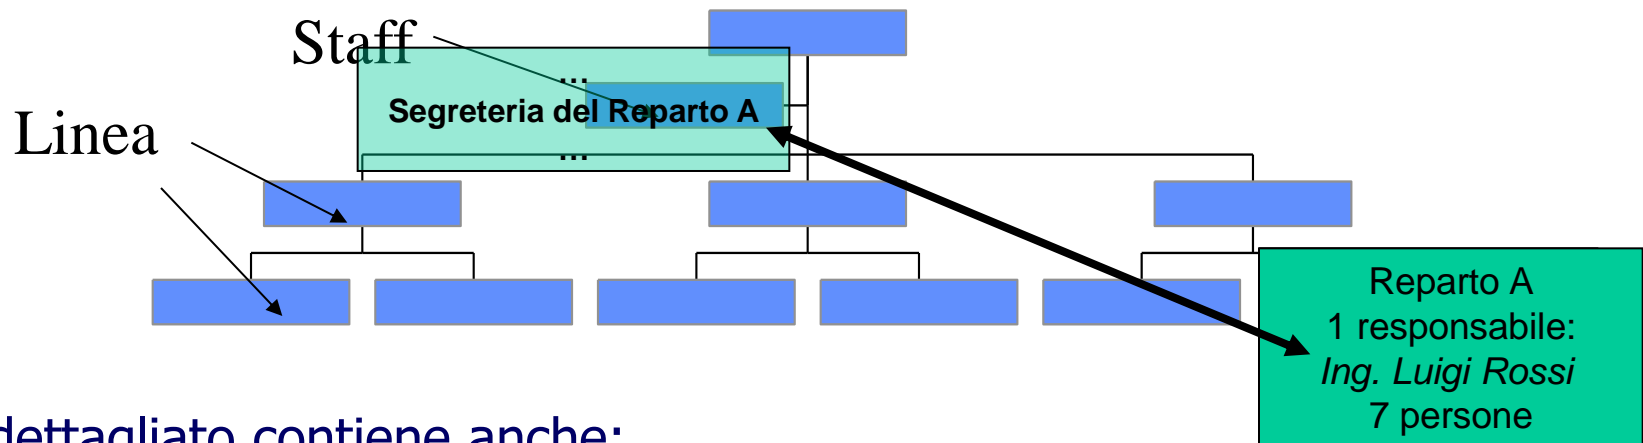 Staff
...
Segreteria del Reparto A
...
Linea
Reparto A
1 responsabile:
Ing. Luigi Rossi
7 persone
dettagliato contiene anche: